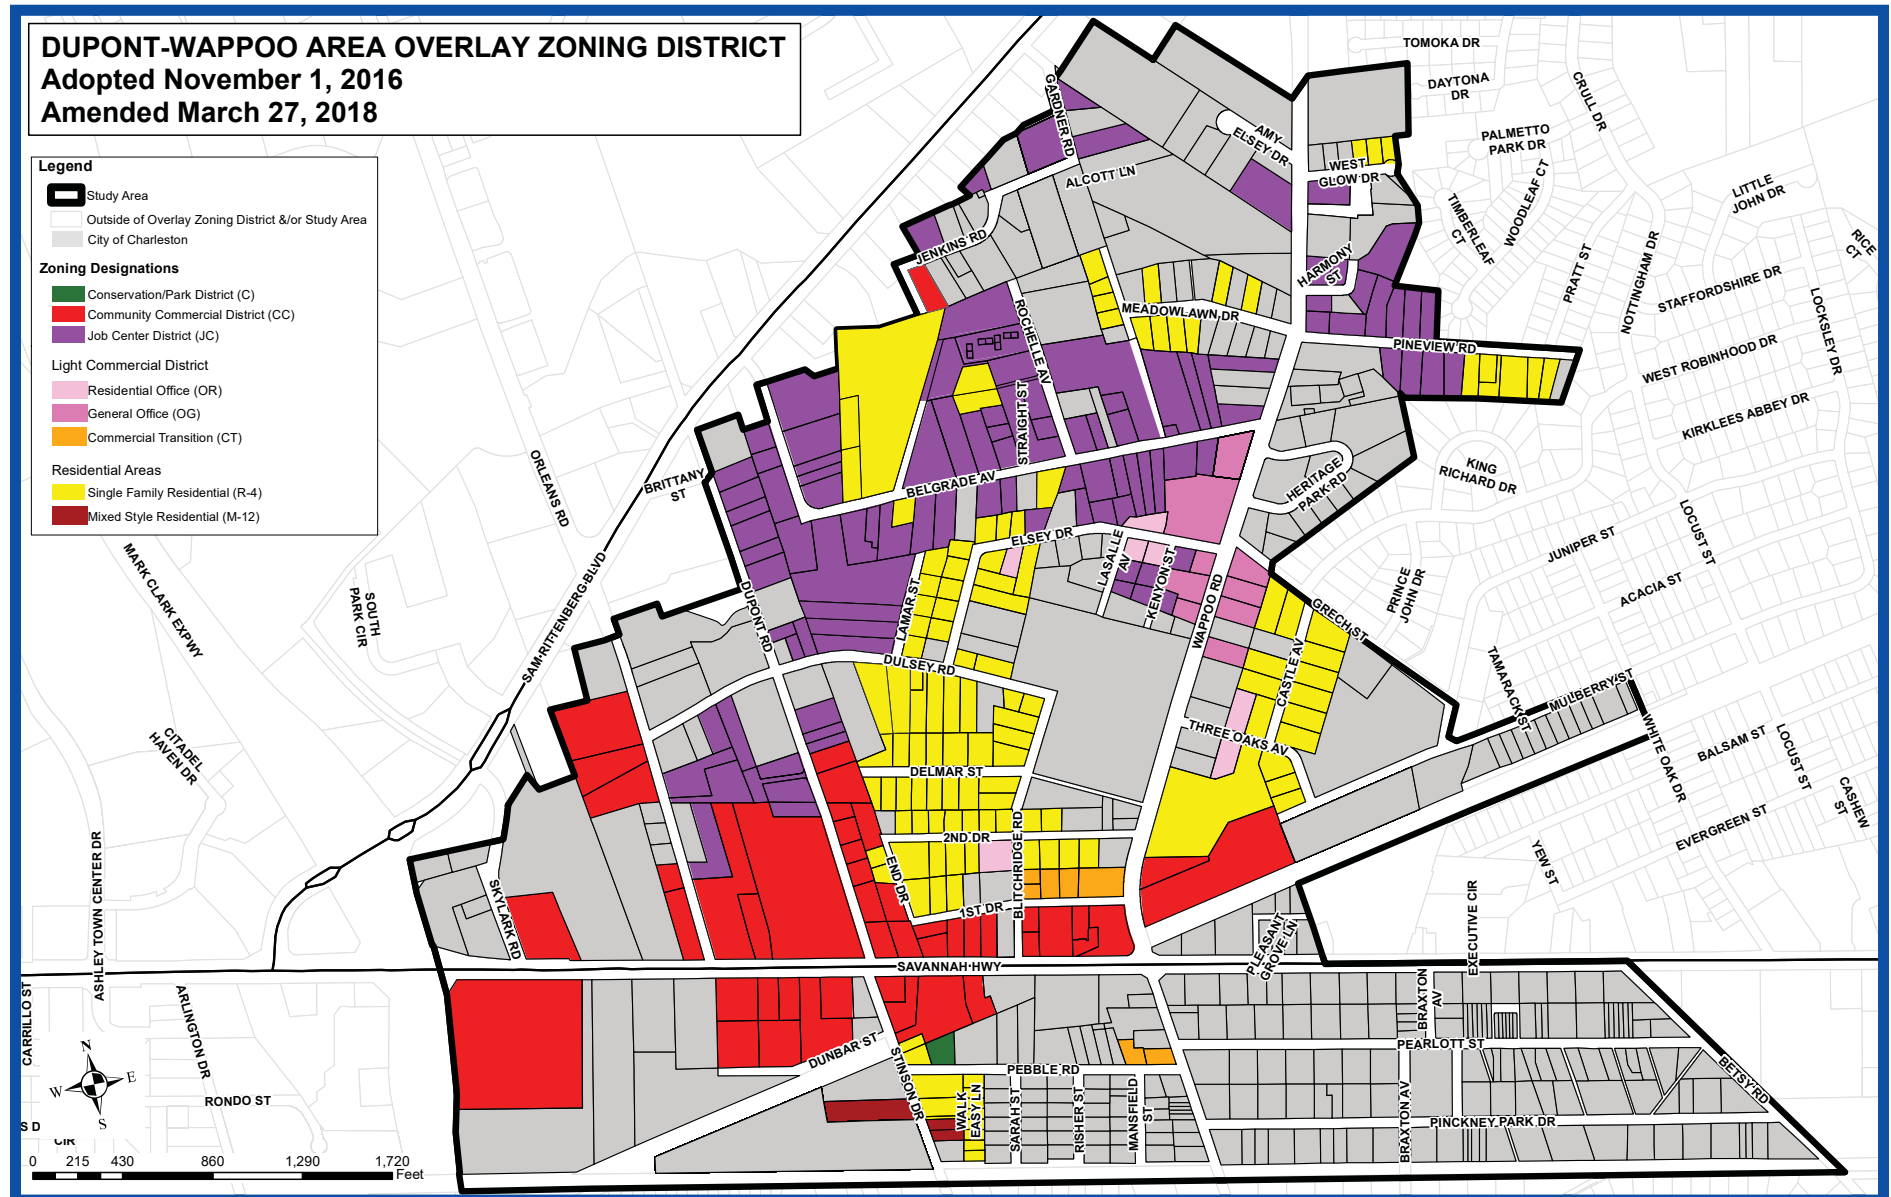 DUPONT-WAPPOO AREA OVERLAY ZONING DISTRICT
Adopted November 1, 2016
Amended March 27, 2018
Legend
Study Area
Outside of Overlay Zoning District &/or Study Area
City of Charleston
Zoning Designations
Conservation/Park District (C)
Community Commercial District (CC)
Job Center District (JC)
Light Commercial District
Residential Office (OR)
General Office (OG)
Commercial Transition (CT)
Residential Areas
Single Family Residential (R-4)
Mixed Style Residential (M-12)
TOMOKA DR
DAYTONA
DR
CRULL DR
PALMETTO
PARK DR
GARDNER RD
AMY
ELSEY DR
WEST
GLOW DR
ALCOTT LN
TIMBERLEAF
CT
WOODLEAF CT
LITTLE
JOHN DR
RICE
CT
JENKINS RD
HARMONY
ST
PRATT ST
NOTTINGHAM DR
STAFFORDSHIRE DR
LOCKSLEY DR
ROCHELLE AV
MEADOWLAWN DR
PINEVIEW RD
WEST ROBINHOOD DR
KIRKLEES ABBEY DR
STRAIGHT ST
BELGRADE AV
BRITTANY
ST
ORLEANS RD
KING
RICHARD DR
HERITAGE
PARK RD
ELSEY DR
LASALLE
AV
KENYON ST
LOCUST ST
JUNIPER ST
ACACIA ST
PRINCE
JOHN DR
GRECH ST
MARK CLARK EXPWY
SOUTH
PARK CIR
SAM RITTENBERG BLVD
DUPONT RD
LAMAR ST
WAPPOO RD
DULSEY RD
CASTLE AV
TAMARACK ST
MULBERRY ST
THREE OAKS AV
WHITE OAK DR
BALSAM ST
LOCUST ST
CASHEW
ST
CITADEL
HAVEN DR
DELMAR ST
2ND DR
BLITCHRIDGE RD
EVERGREEN ST
YEW ST
END DR
1ST DR
SKYLARK RD
ASHLEY TOWN CENTER DR
PLEASANT
GROVE LN
EXECUTIVE CIR
SAVANNAH HWY
CARRILLO ST
ARLINGTON DR
BRAXTON
AV
DUNBAR ST
STINSON DR
PEARLOTT ST
PEBBLE RD
BETSY RD
WALK
EASY LN
SARAH ST
RISHER ST
MANSFIELD
ST
BRAXTON AV
PINCKNEY PARK DR
RONDO ST
N
W
E
S
S D
CIR
0 215 430 860 1,290 1,720
Feet